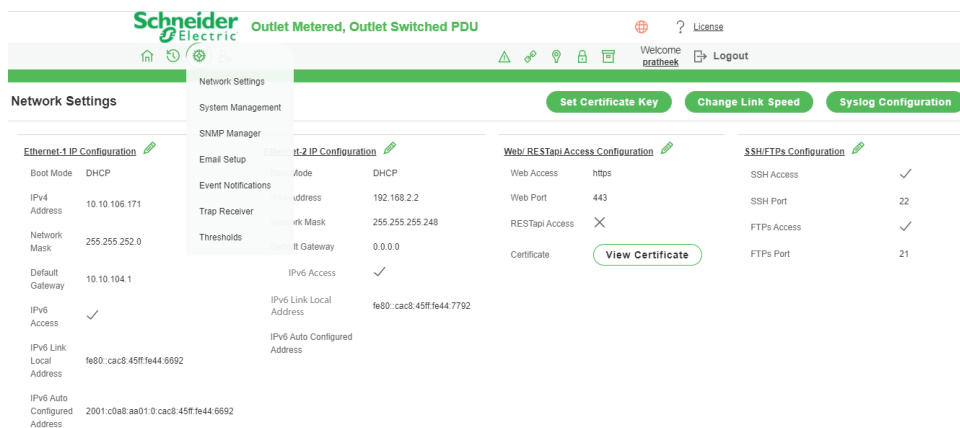 Schneider Electric
Outlet Metered, Outlet Switched PDU
? License
Welcome pratheek
Logout
Network Settings
System Management
SNMP Manager
Email Setup
Event Notifications
Trap Receiver
Thresholds
Network Settings
Set Certificate Key
Change Link Speed
Syslog Configuration
Ethernet-1 IP Configuration
Boot Mode DHCP
IPv4 Address 10.10.106.171
Network Mask 255.255.252.0
Default Gateway 10.10.104.1
IPv6 Access
IPv6 Link Local Address fe80::cac8:45ff:fe44:6692
IPv6 Auto Configured Address 2001:c0a8:aa01:0:cac8:45ff:fe44:6692
IP Configuration
Mode DHCP
Address 192.168.2.2
Mask 255.255.255.248
Gateway 0.0.0.0
IPv6 Access
IPv6 Link Local Address fe80::cac8:45ff:fe44:7792
IPv6 Auto Configured Address
Web/ RESTapi Access Configuration
Web Access https
Web Port 443
RESTapi Access
Certificate View Certificate
SSH/FTPs Configuration
SSH Access
SSH Port 22
FTPs Access
FTPs Port 21